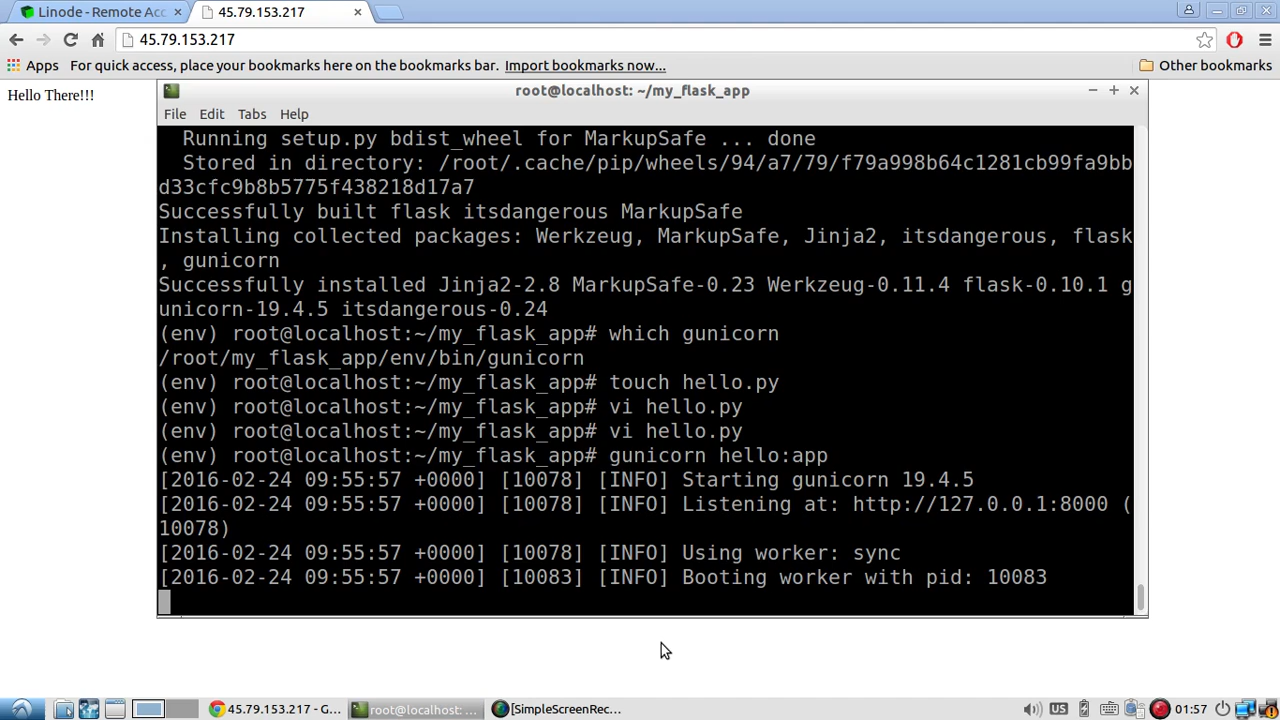 Linode - Remote Acc
45.79.153.217
45.79.153.217
Apps For quick access, place your bookmarks here on the bookmarks bar. Import bookmarks now... Other bookmarks
Hello There!!!
root@localhost: ~/my_flask_app
File Edit Tabs Help
Running setup.py bdist_wheel for MarkupSafe ... done
Stored in directory: /root/.cache/pip/wheels/94/a7/79/f79a998b64c1281cb99fa9bb
d33cfc9b8b5775f438218d17a7
Successfully built flask itsdangerous MarkupSafe
Installing collected packages: Werkzeug, MarkupSafe, Jinja2, itsdangerous, flask
, gunicorn
Successfully installed Jinja2-2.8 MarkupSafe-0.23 Werkzeug-0.11.4 flask-0.10.1 g
unicorn-19.4.5 itsdangerous-0.24
(env) root@localhost:~/my_flask_app# which gunicorn
/root/my_flask_app/env/bin/gunicorn
(env) root@localhost:~/my_flask_app# touch hello.py
(env) root@localhost:~/my_flask_app# vi hello.py
(env) root@localhost:~/my_flask_app# vi hello.py
(env) root@localhost:~/my_flask_app# gunicorn hello:app
[2016-02-24 09:55:57 +0000] [10078] [INFO] Starting gunicorn 19.4.5
[2016-02-24 09:55:57 +0000] [10078] [INFO] Listening at: http://127.0.0.1:8000 (
10078)
[2016-02-24 09:55:57 +0000] [10078] [INFO] Using worker: sync
[2016-02-24 09:55:57 +0000] [10083] [INFO] Booting worker with pid: 10083
45.79.153.217 - G... root@localhost: ... [SimpleScreenRec... US 01:57